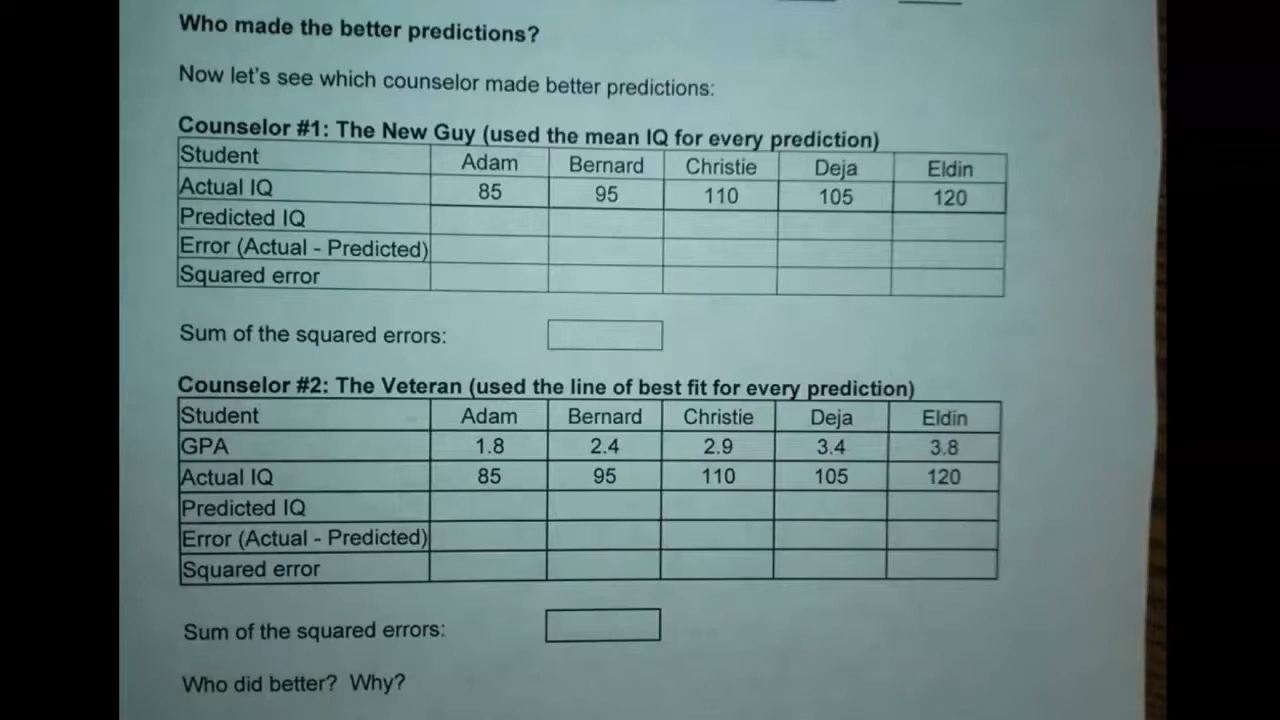 Who made the better predictions?
Now let's see which counselor made better predictions:
Counselor #1: The New Guy (used the mean IQ for every prediction)
Student Adam Bernard Christie Deja Eldin
Actual IQ 85 95 110 105 120
Predicted IQ
Error (Actual - Predicted)
Squared error
Sum of the squared errors:
Counselor #2: The Veteran (used the line of best fit for every prediction)
Student Adam Bernard Christie Deja Eldin
GPA 1.8 2.4 2.9 3.4 3.8
Actual IQ 85 95 110 105 120
Predicted IQ
Error (Actual - Predicted)
Squared error
Sum of the squared errors:
Who did better? Why?